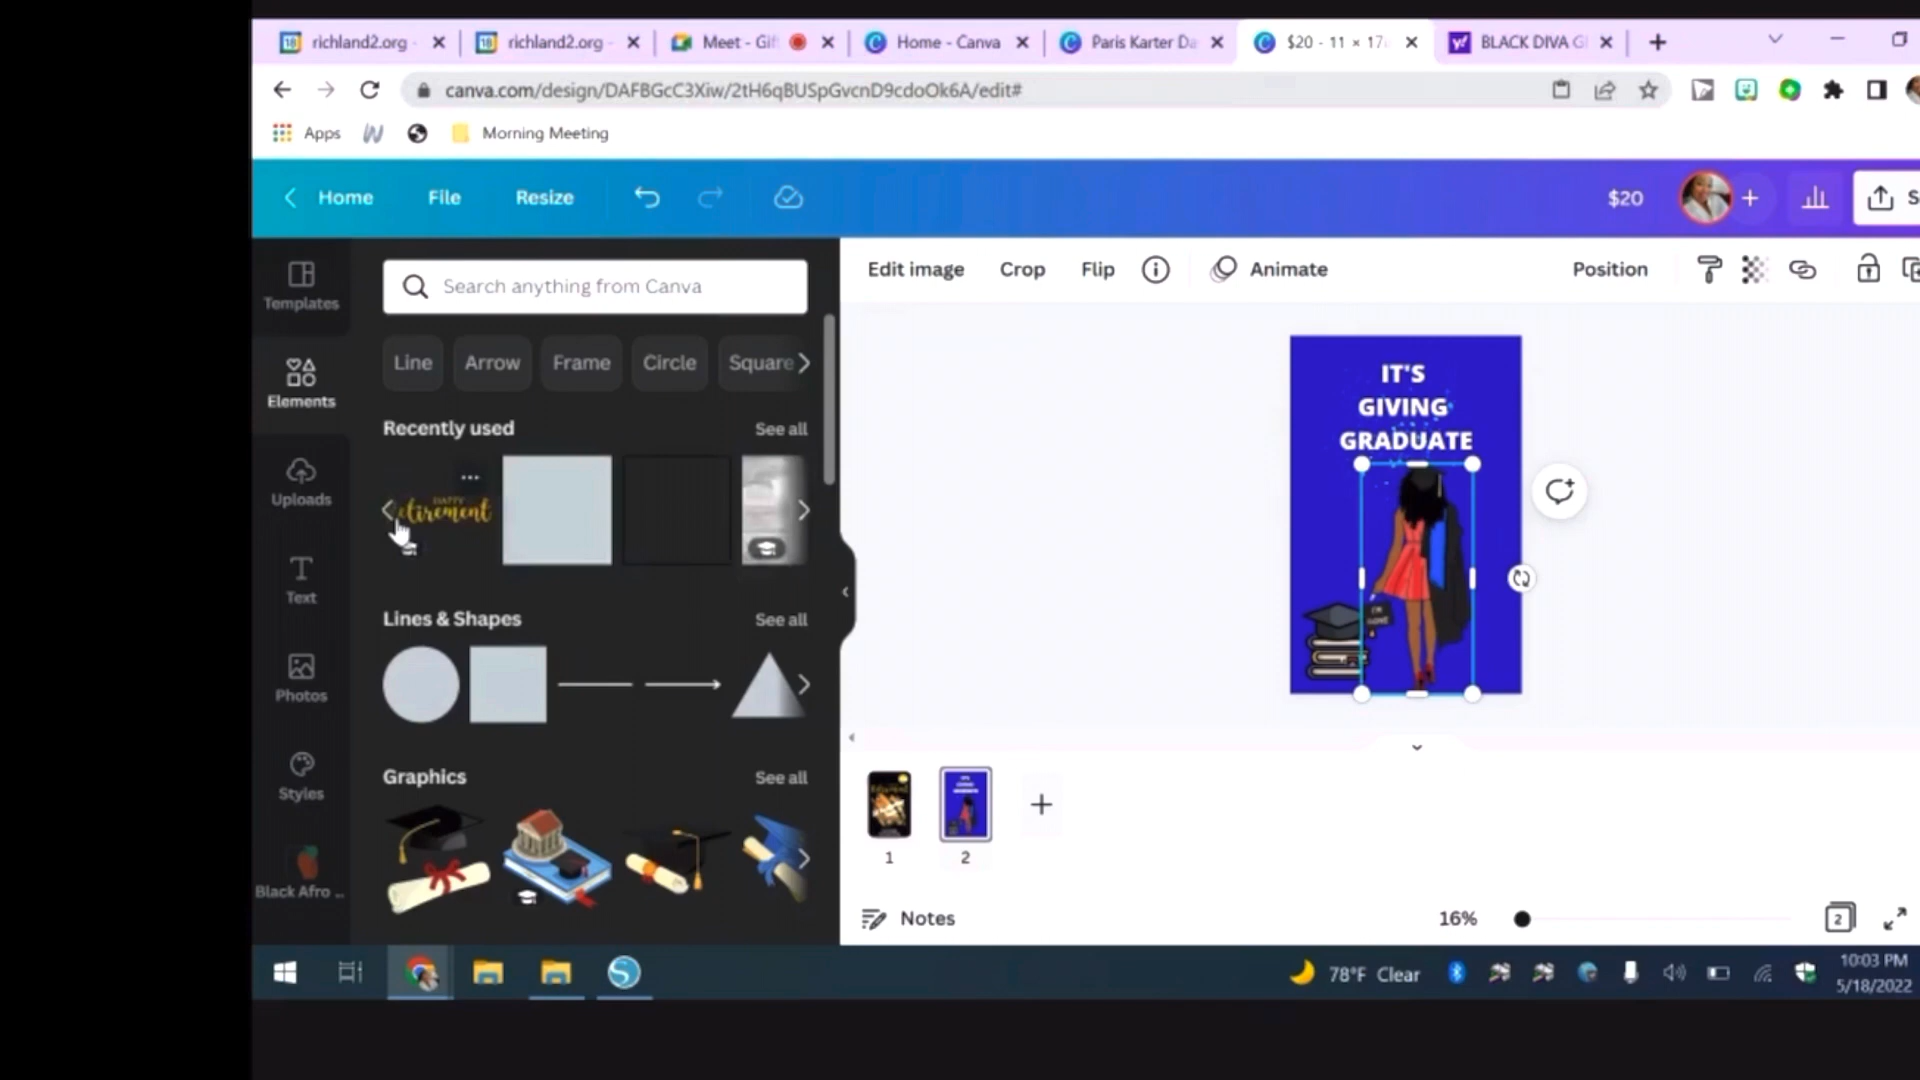 richland2.org -
richland2.org -
Meet - Gif
Home - Canva
Paris Karter Da
$20 - 11 × 17
BLACK DIVA G
canva.com/design/DAFBGcC3Xiw/2tH6qBUSpGvcnD9cdoOk6A/edit#
Apps
Morning Meeting
Home
File
Resize
$20
S
Templates
Elements
Uploads
Text
Photos
Styles
Black Afro ...
Search anything from Canva
Line
Arrow
Frame
Circle
Square
Recently used
See all
HAPPY
etirement
Lines & Shapes
See all
Graphics
See all
Edit image
Crop
Flip
Animate
Position
IT'S
GIVING
GRADUATE
I'M
1
2
Notes
16%
2
78°F Clear
10:03 PM
5/18/2022